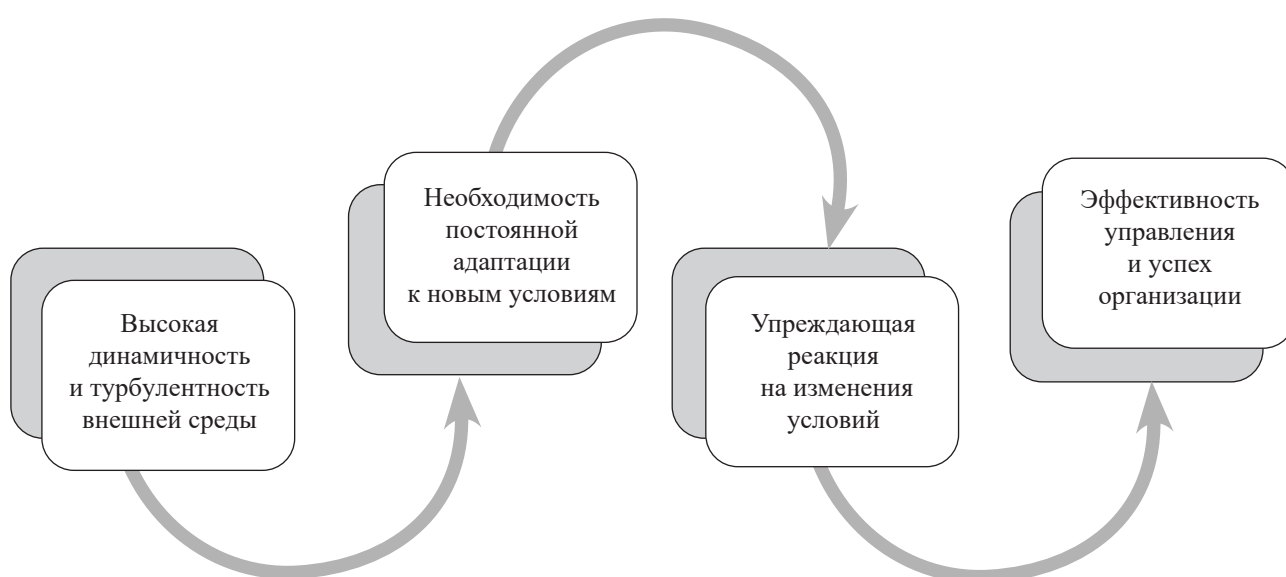 Высокая
динамичность
и турбулентность
внешней среды
Необходимость
постоянной
адаптации
к новым условиям
Упреждающая
реакция
на изменения
условий
Эффективность
управления
и успех
организации